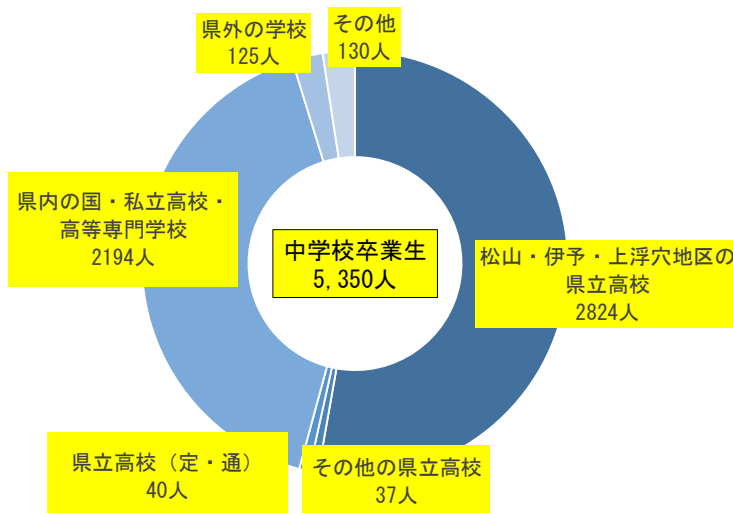 県外の学校
125人
その他
130人
県内の国・私立高校・
高等専門学校
2194人
中学校卒業生
5,350人
松山・伊予・上浮穴地区の
県立高校
2824人
県立高校（定・通）
40人
その他の県立高校
37人